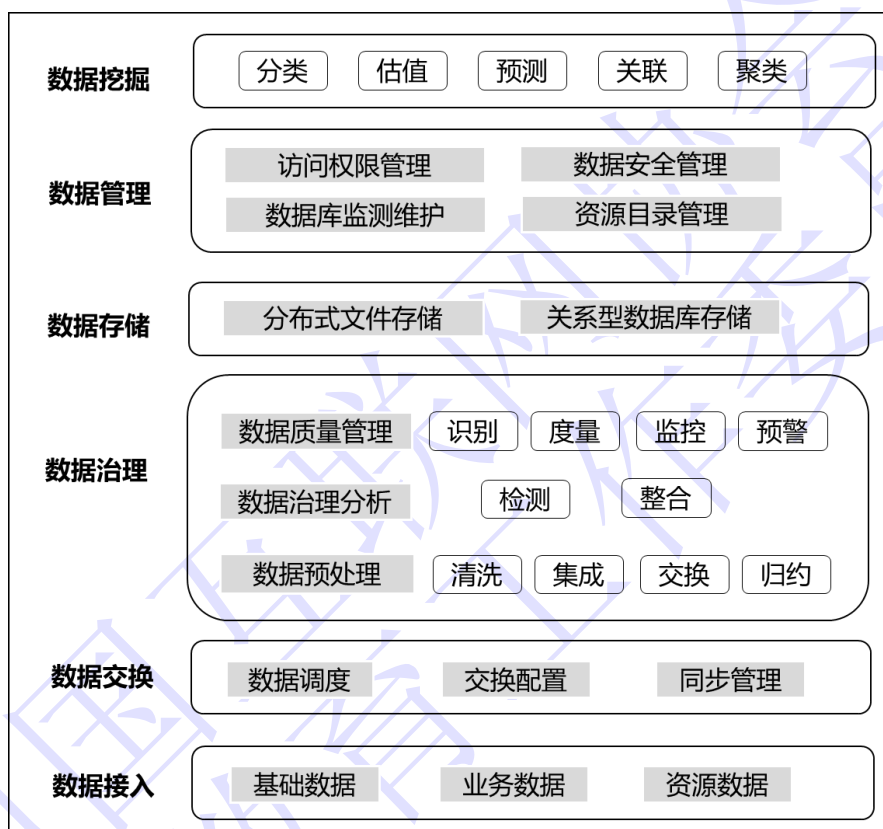 数据挖掘 分类 估值 预测 关联 聚类
数据管理
访问权限管理 数据安全管理
数据库监测维护 资源目录管理
数据存储 分布式文件存储 关系型数据库存储
数据治理
数据质量管理 识别 度量 监控 预警
数据治理分析 检测 整合
数据预处理 清洗 集成 交换 归约
数据交换 数据调度 交换配置 同步管理
数据接入 基础数据 业务数据 资源数据